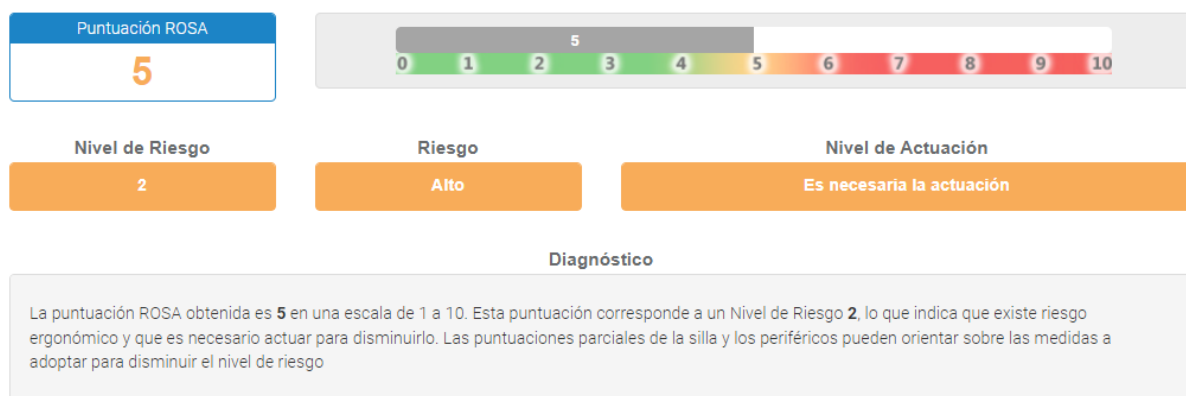 Puntuación ROSA
5
5
0 1 2 3 4 5 6 7 8 9 10
Nivel de Riesgo
Riesgo
Nivel de Actuación
2
Alto
Es necesaria la actuación
Diagnóstico
La puntuación ROSA obtenida es 5 en una escala de 1 a 10. Esta puntuación corresponde a un Nivel de Riesgo 2, lo que indica que existe riesgo
ergonómico y que es necesario actuar para disminuirlo. Las puntuaciones parciales de la silla y los periféricos pueden orientar sobre las medidas a
adoptar para disminuir el nivel de riesgo